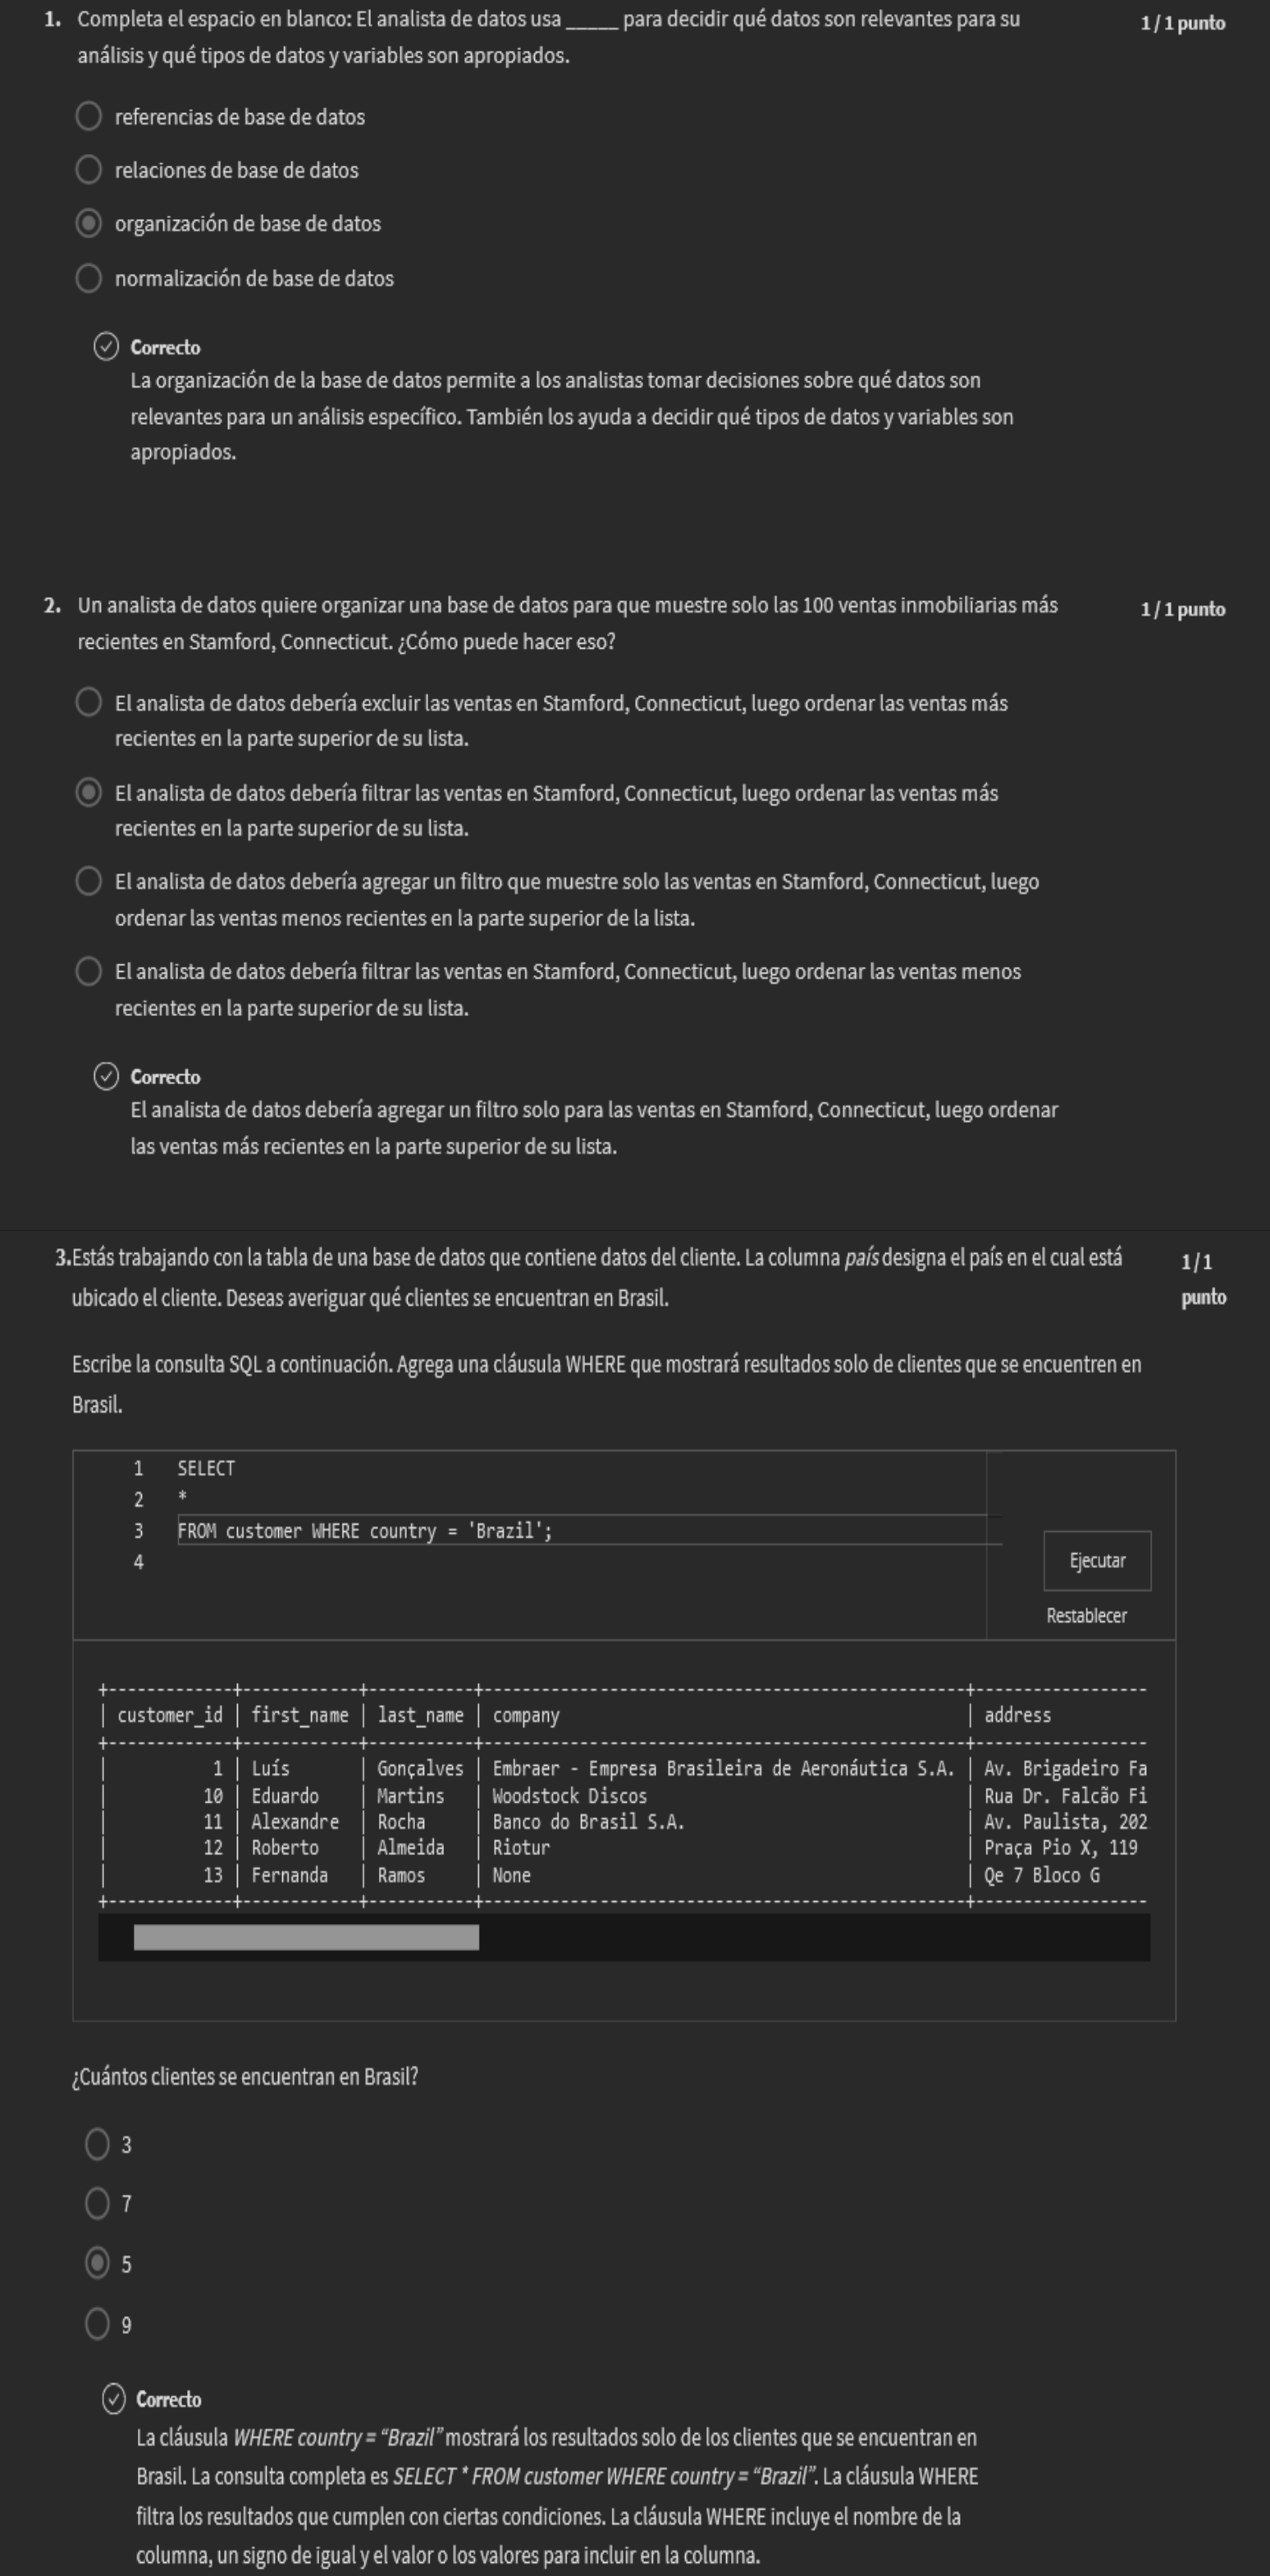 1. Completa el espacio en blanco: El analista de datos usa _____ para decidir qué datos son relevantes para su
1 / 1 punto
análisis y qué tipos de datos y variables son apropiados.
referencias de base de datos
relaciones de base de datos
organización de base de datos
normalización de base de datos
Correcto
La organización de la base de datos permite a los analistas tomar decisiones sobre qué datos son
relevantes para un análisis específico. También los ayuda a decidir qué tipos de datos y variables son
apropiados.
2. Un analista de datos quiere organizar una base de datos para que muestre solo las 100 ventas inmobiliarias más
1 / 1 punto
recientes en Stamford, Connecticut. ¿Cómo puede hacer eso?
El analista de datos debería excluir las ventas en Stamford, Connecticut, luego ordenar las ventas más
recientes en la parte superior de su lista.
El analista de datos debería filtrar las ventas en Stamford, Connecticut, luego ordenar las ventas más
recientes en la parte superior de su lista.
El analista de datos debería agregar un filtro que muestre solo las ventas en Stamford, Connecticut, luego
ordenar las ventas menos recientes en la parte superior de la lista.
El analista de datos debería filtrar las ventas en Stamford, Connecticut, luego ordenar las ventas menos
recientes en la parte superior de su lista.
Correcto
El analista de datos debería agregar un filtro solo para las ventas en Stamford, Connecticut, luego ordenar
las ventas más recientes en la parte superior de su lista.
3.Estás trabajando con la tabla de una base de datos que contiene datos del cliente. La columna país designa el país en el cual está
1 / 1
ubicado el cliente. Deseas averiguar qué clientes se encuentran en Brasil.
punto
Escribe la consulta SQL a continuación. Agrega una cláusula WHERE que mostrará resultados solo de clientes que se encuentren en
Brasil.
1 SELECT
2 *
3 FROM customer WHERE country = 'Brazil';
4
Ejecutar
Restablecer
| customer_id | first_name | last_name | company | address
| 1 | Luís | Gonçalves | Embraer - Empresa Brasileira de Aeronáutica S.A. | Av. Brigadeiro Fa
| 10 | Eduardo | Martins | Woodstock Discos | Rua Dr. Falcão Fi
| 11 | Alexandre | Rocha | Banco do Brasil S.A. | Av. Paulista, 202
| 12 | Roberto | Almeida | Riotur | Praça Pio X, 119
| 13 | Fernanda | Ramos | None | Qe 7 Bloco G
¿Cuántos clientes se encuentran en Brasil?
3
7
5
9
Correcto
La cláusula WHERE country = “Brazil” mostrará los resultados solo de los clientes que se encuentran en
Brasil. La consulta completa es SELECT * FROM customer WHERE country = “Brazil”. La cláusula WHERE
filtra los resultados que cumplen con ciertas condiciones. La cláusula WHERE incluye el nombre de la
columna, un signo de igual y el valor o los valores para incluir en la columna.